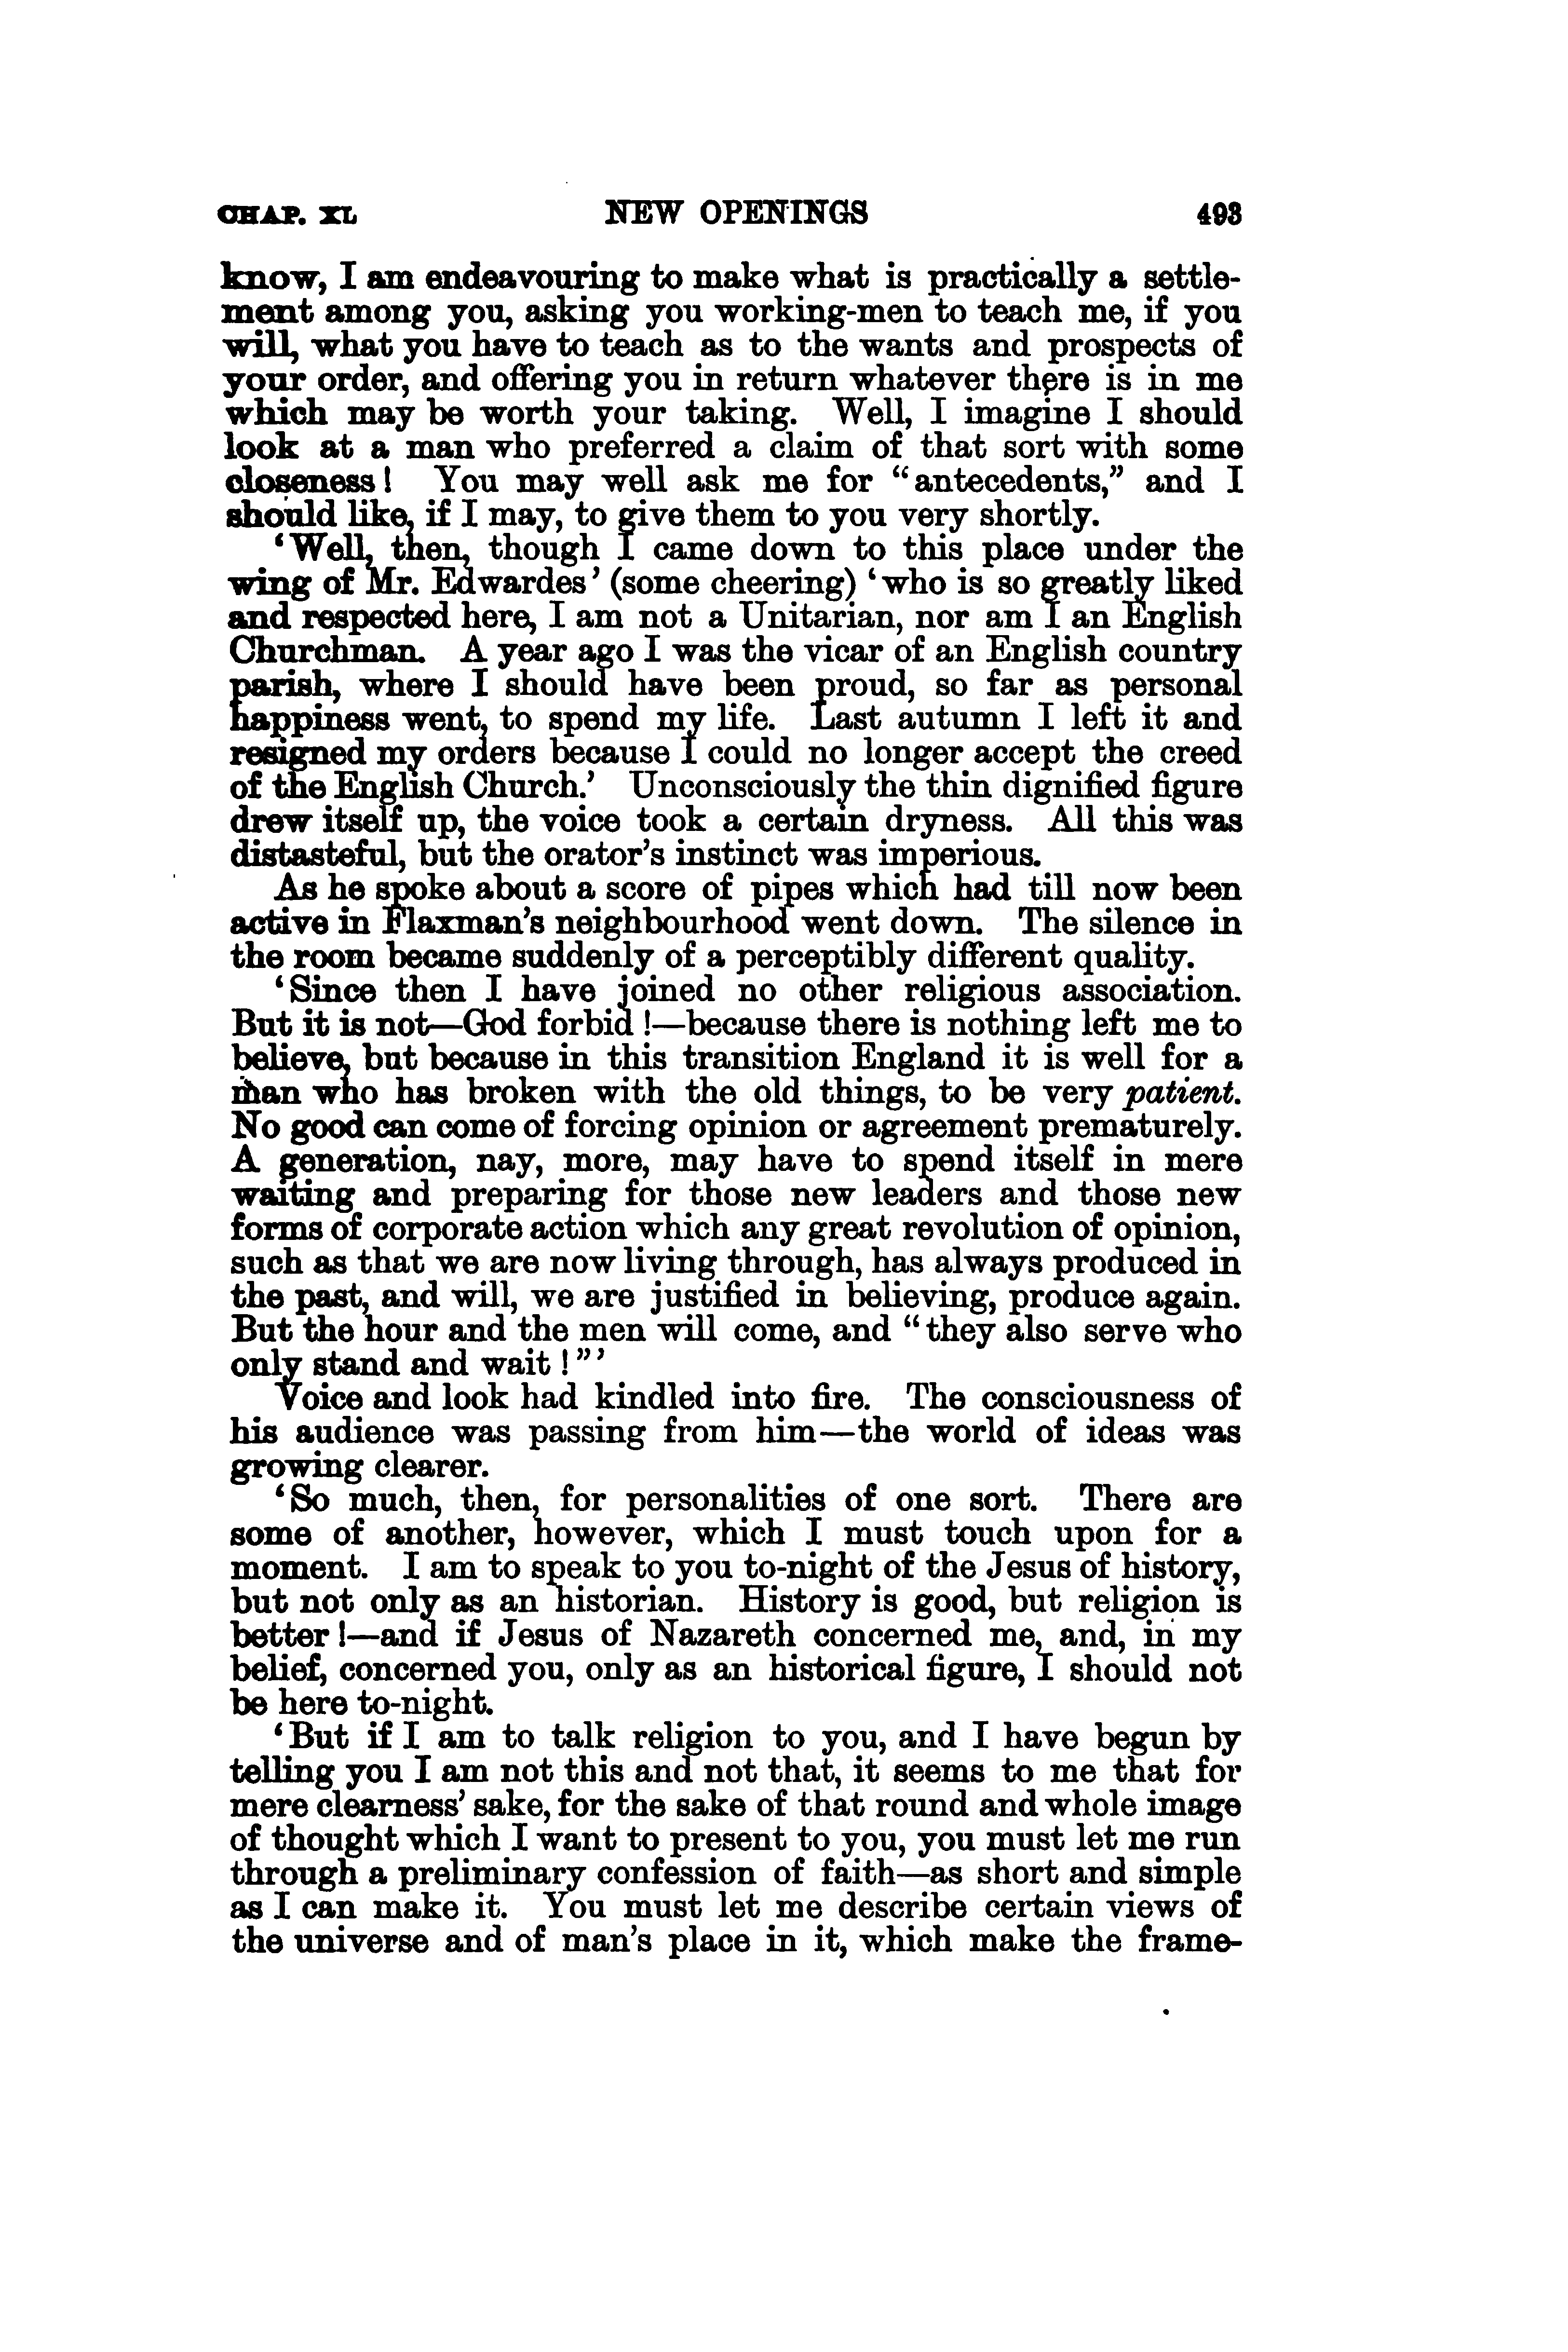 CHAP. XL NEW OPENINGS 493
know, I am endeavouring to make what is practically a settle-
ment among you, asking you working-men to teach me, if you
will, what you have to teach as to the wants and prospects of
your order, and offering you in return whatever there is in me
which may be worth your taking. Well, I imagine I should
look at a man who preferred a claim of that sort with some
closeness! You may well ask me for “antecedents,” and I
should like, if I may, to give them to you very shortly.
‘Well, then, though I came down to this place under the
wing of Mr. Edwardes’ (some cheering) ‘who is so greatly liked
and respected here, I am not a Unitarian, nor am I an English
Churchman. A year ago I was the vicar of an English country
parish, where I should have been proud, so far as personal
happiness went, to spend my life. Last autumn I left it and
resigned my orders because I could no longer accept the creed
of the English Church.’ Unconsciously the thin dignified figure
drew itself up, the voice took a certain dryness. All this was
distasteful, but the orator’s instinct was imperious.
As he spoke about a score of pipes which had till now been
active in Flaxman’s neighbourhood went down. The silence in
the room became suddenly of a perceptibly different quality.
‘Since then I have joined no other religious association.
But it is not—God forbid!—because there is nothing left me to
believe, but because in this transition England it is well for a
man who has broken with the old things, to be very patient.
No good can come of forcing opinion or agreement prematurely.
A generation, nay, more, may have to spend itself in mere
waiting and preparing for those new leaders and those new
forms of corporate action which any great revolution of opinion,
such as that we are now living through, has always produced in
the past, and will, we are justified in believing, produce again.
But the hour and the men will come, and “they also serve who
only stand and wait!”’
Voice and look had kindled into fire. The consciousness of
his audience was passing from him—the world of ideas was
growing clearer.
‘So much, then, for personalities of one sort. There are
some of another, however, which I must touch upon for a
moment. I am to speak to you to-night of the Jesus of history,
but not only as an historian. History is good, but religion is
better!—and if Jesus of Nazareth concerned me, and, in my
belief, concerned you, only as an historical figure, I should not
be here to-night.
‘But if I am to talk religion to you, and I have begun by
telling you I am not this and not that, it seems to me that for
mere clearness’ sake, for the sake of that round and whole image
of thought which I want to present to you, you must let me run
through a preliminary confession of faith—as short and simple
as I can make it. You must let me describe certain views of
the universe and of man’s place in it, which make the frame-